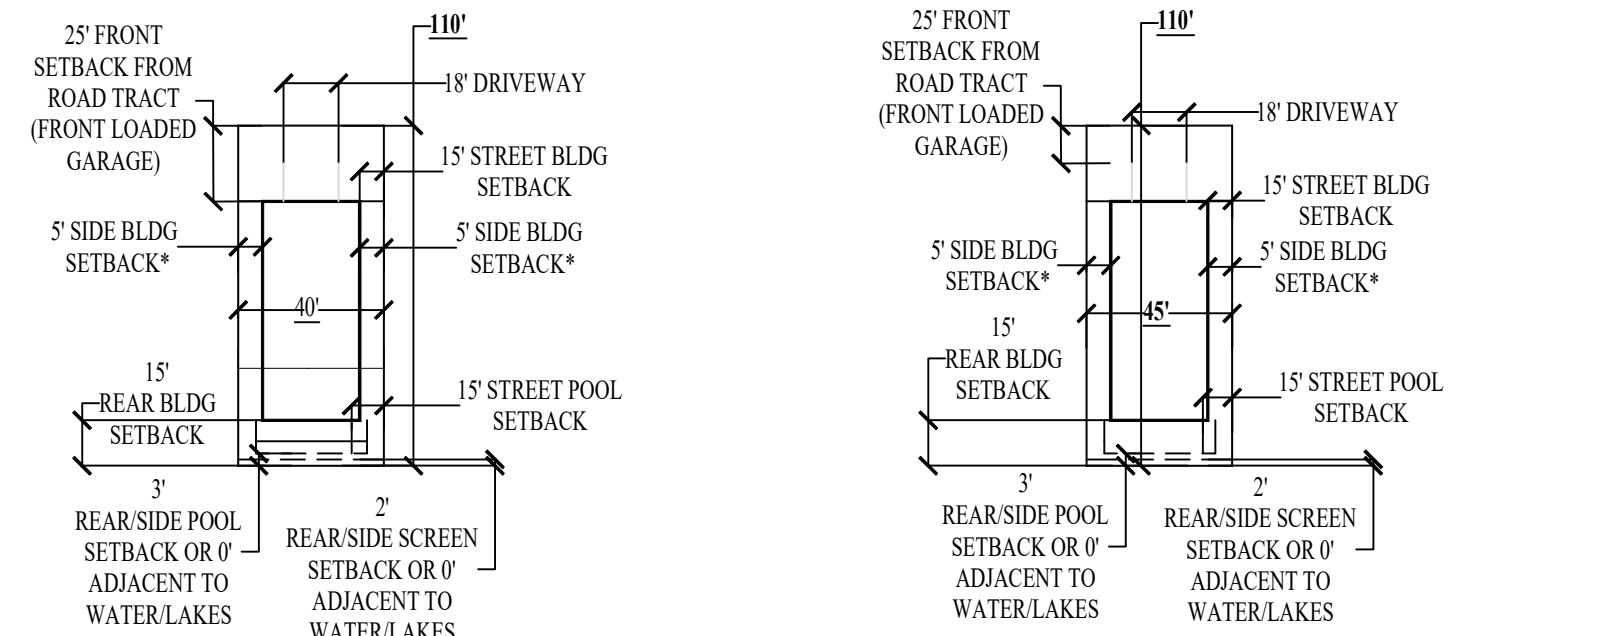 25' FRONT
SETBACK FROM
ROAD TRACT
(FRONT LOADED
GARAGE)
110'
18' DRIVEWAY
15' STREET BLDG
SETBACK
5' SIDE BLDG
SETBACK*
5' SIDE BLDG
SETBACK*
40'
15'
REAR BLDG
SETBACK
15' STREET POOL
SETBACK
3'
REAR/SIDE POOL
SETBACK OR 0'
ADJACENT TO
WATER/LAKES
2'
REAR/SIDE SCREEN
SETBACK OR 0'
ADJACENT TO
WATER/LAKES
25' FRONT
SETBACK FROM
ROAD TRACT
(FRONT LOADED
GARAGE)
110'
18' DRIVEWAY
15' STREET BLDG
SETBACK
5' SIDE BLDG
SETBACK*
5' SIDE BLDG
SETBACK*
45'
15'
REAR BLDG
SETBACK
15' STREET POOL
SETBACK
3'
REAR/SIDE POOL
SETBACK OR 0'
ADJACENT TO
WATER/LAKES
2'
REAR/SIDE SCREEN
SETBACK OR 0'
ADJACENT TO
WATER/LAKES